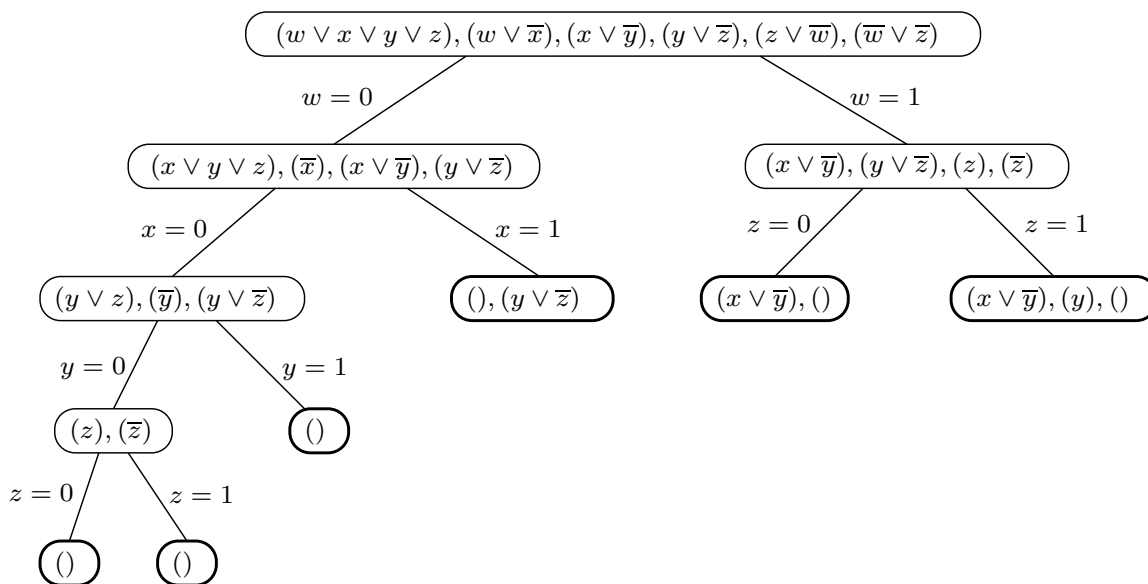 (w ∨ x ∨ y ∨ z), (w ∨ x̅), (x ∨ y̅), (y ∨ z̅), (z ∨ w̅), (w̅ ∨ z̅)
w = 0
w = 1
(x ∨ y ∨ z), (x̅), (x ∨ y̅), (y ∨ z̅)
(x ∨ y̅), (y ∨ z̅), (z), (z̅)
x = 0
x = 1
z = 0
z = 1
(y ∨ z), (y̅), (y ∨ z̅)
(), (y ∨ z̅)
(x ∨ y̅), ()
(x ∨ y̅), (y), ()
y = 0
y = 1
(z), (z̅)
()
z = 0
z = 1
()
()